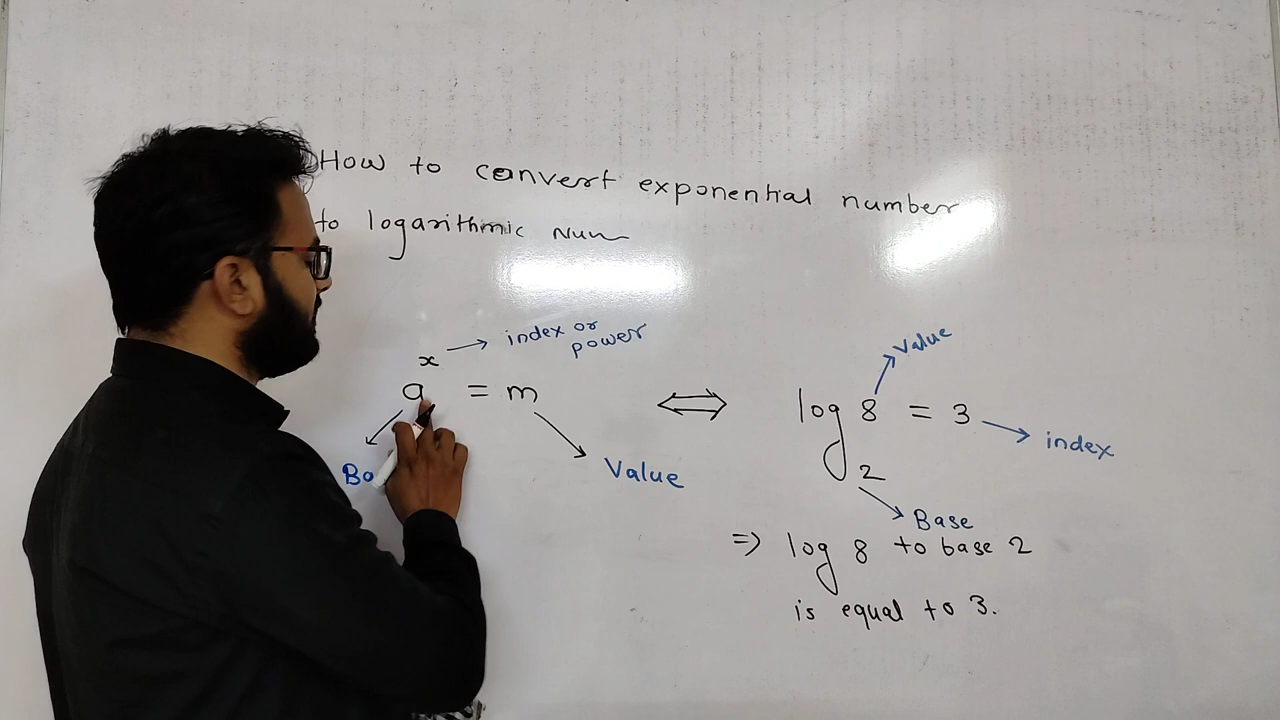 How to convert exponential number
to logarithmic Num
x → index or
power
a = m
Ba
Value
⇔
Value
log 8 = 3 → index
2
Base
⇒ log 8 to base 2
is equal to 3.